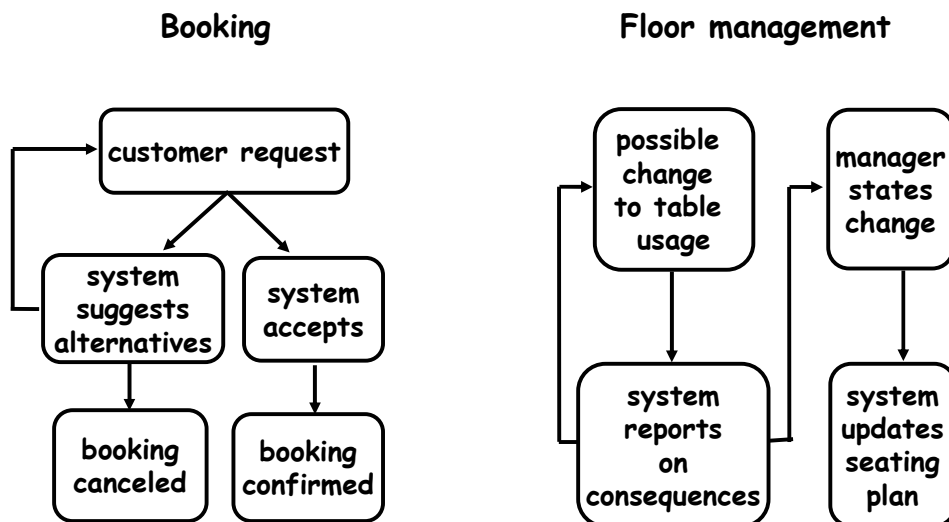 Booking
customer request
system
suggests
alternatives
system
accepts
booking
canceled
booking
confirmed
Floor management
possible
change
to table
usage
manager
states
change
system
reports
on
consequences
system
updates
seating
plan